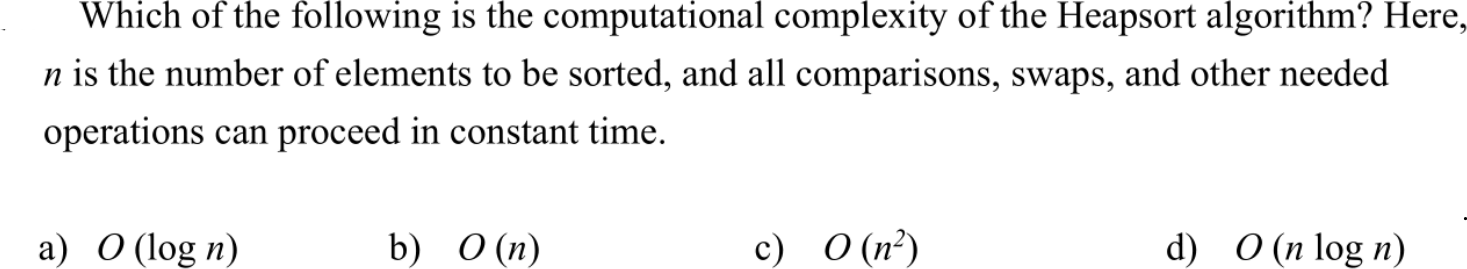 Which of the following is the computational complexity of the Heapsort algorithm? Here,
n is the number of elements to be sorted, and all comparisons, swaps, and other needed
operations can proceed in constant time.
a) O (log n) b) O (n) c) O (n²) d) O (n log n)